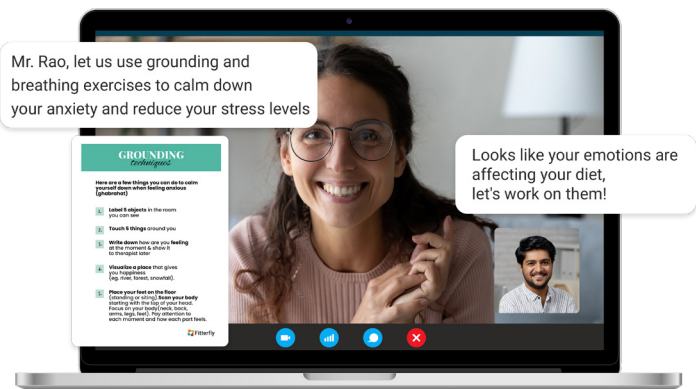 Mr. Rao, let us use grounding and
breathing exercises to calm down
your anxiety and reduce your stress levels
Looks like your emotions are
affecting your diet,
let's work on them!
GROUNDING
techniques
Here are a few things you can do to calm
yourself down when feeling anxious
(ghabrahat)
1. Label 5 objects in the room
you can see
2. Touch 5 things around you
3. Write down how are you feeling
at the moment & show it
to therapist later
4. Visualize a place that gives
you happiness
(eg. river, forest, snowfall).
5. Place your feet on the floor
(standing or siting).Scan your body
starting with the top of your head.
Focus on your body(neck, back,
arms, legs, feet). Pay attention to
each moment and how each part feels.
Fitterfly